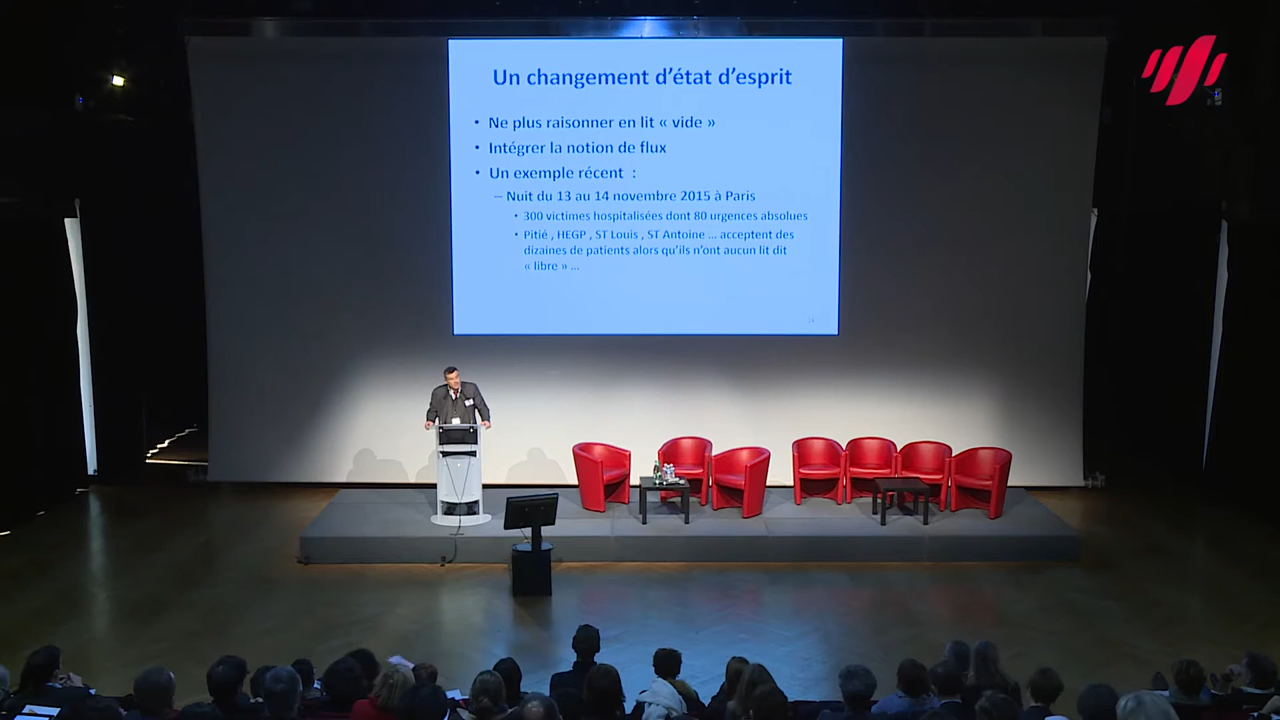 Un changement d'état d'esprit
• Ne plus raisonner en lit « vide »
• Intégrer la notion de flux
• Un exemple récent :
– Nuit du 13 au 14 novembre 2015 à Paris
• 300 victimes hospitalisées dont 80 urgences absolues
• Pitié , HEGP , ST Louis , ST Antoine ... acceptent des
dizaines de patients alors qu'ils n'ont aucun lit dit
« libre » ...